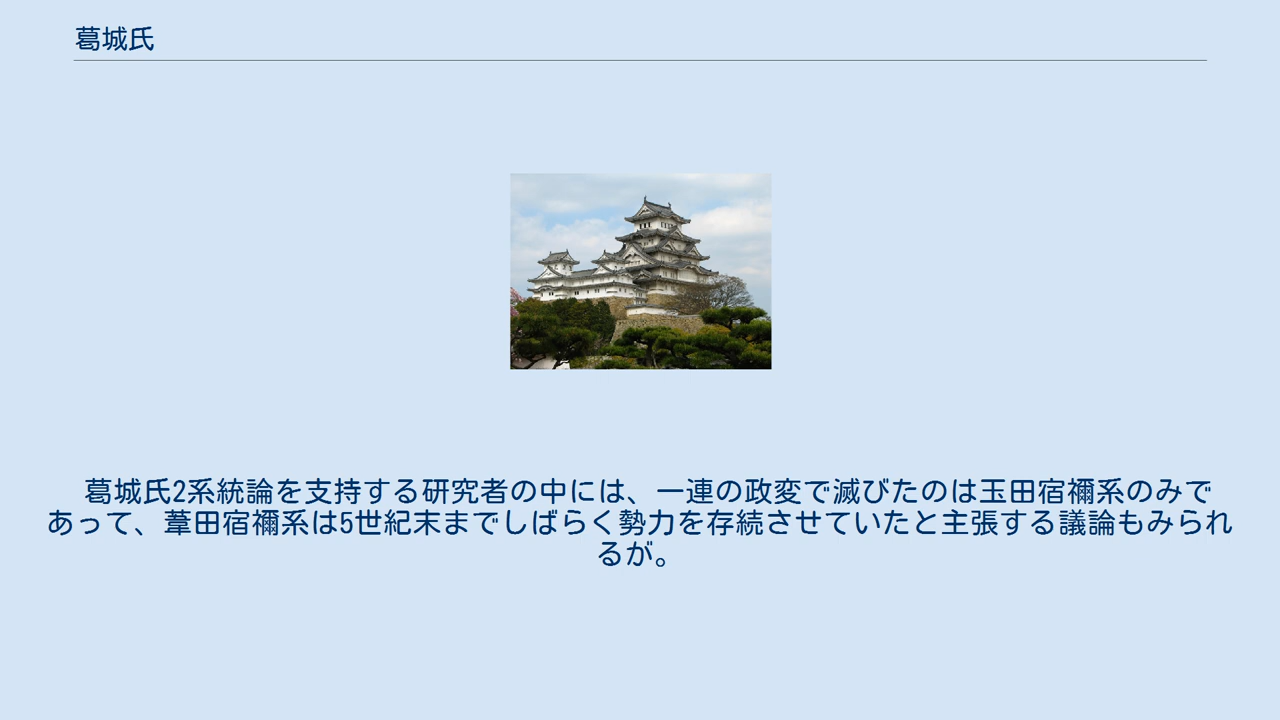 葛城氏
葛城氏2系統論を支持する研究者の中には、一連の政変で滅びたのは玉田宿禰系のみで
あって、葦田宿禰系は5世紀末までしばらく勢力を存続させていたと主張する議論もみられ
るが。